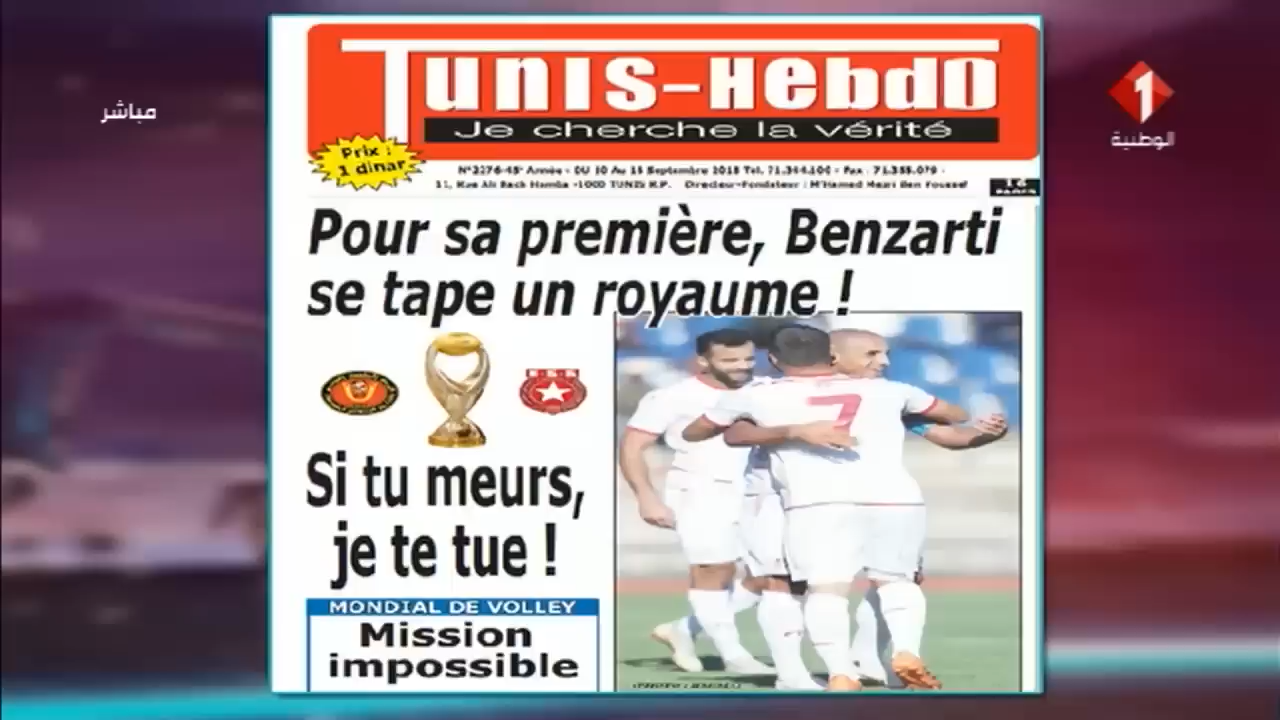 مباشر
1
الوطنية
TUNIS-HebdO
Je cherche la vérité
Prix :
1 dinar
Pour sa première, Benzarti
se tape un royaume !
E S S
7
Si tu meurs,
je te tue !
MONDIAL DE VOLLEY
Mission
impossible